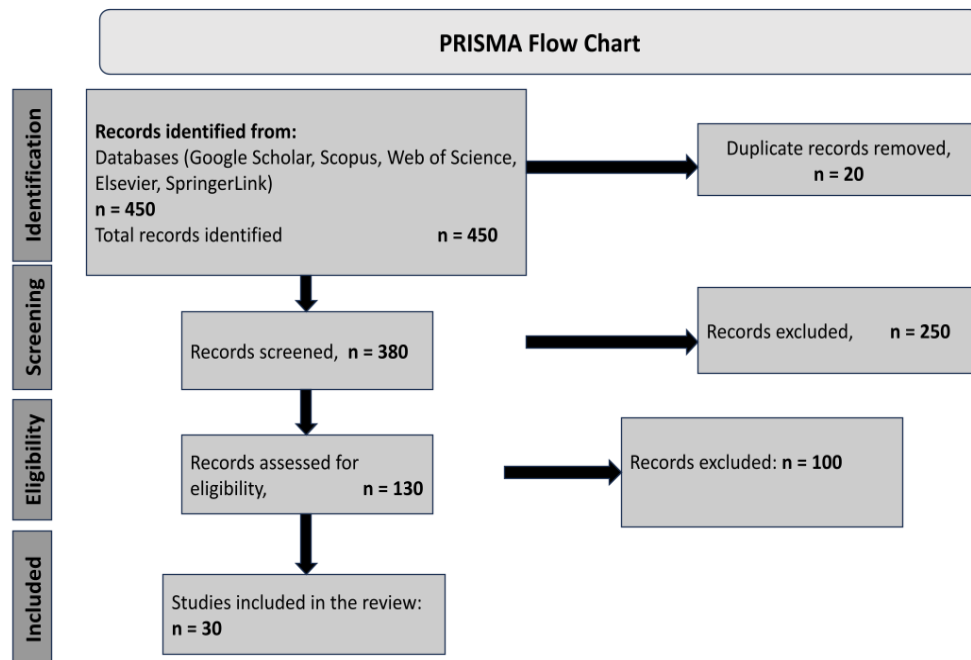 PRISMA Flow Chart
Identification
Records identified from:
Databases (Google Scholar, Scopus, Web of Science,
Elsevier, SpringerLink)
n = 450
Total records identified n = 450
Duplicate records removed,
n = 20
Screening
Records screened, n = 380
Records excluded, n = 250
Eligibility
Records assessed for
eligibility, n = 130
Records excluded: n = 100
Included
Studies included in the review:
n = 30